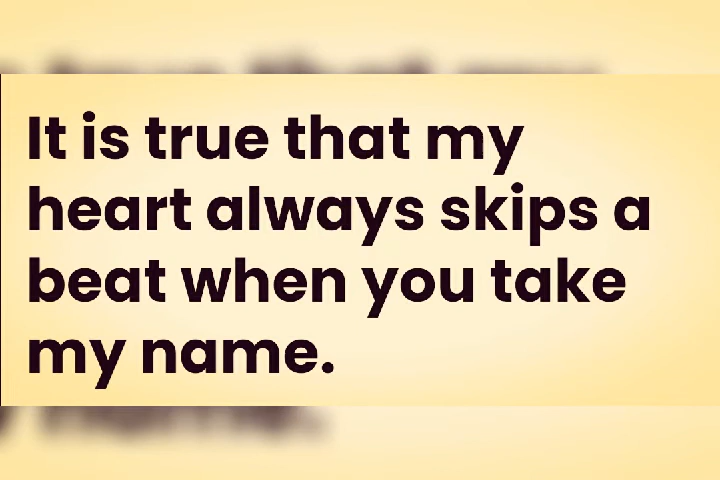 It is true that my
heart always skips a
beat when you take
my name.